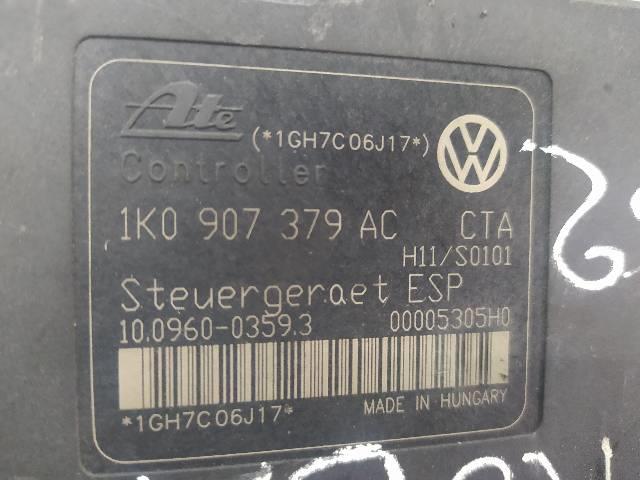 Ate (*1GH7C06J17*)
Controller
1K0 907 379 AC CTA
H11/S0101
Steuergeraet ESP
10.0960-0359.3 00005305H0
*1GH7C06J17*
MADE IN HUNGARY